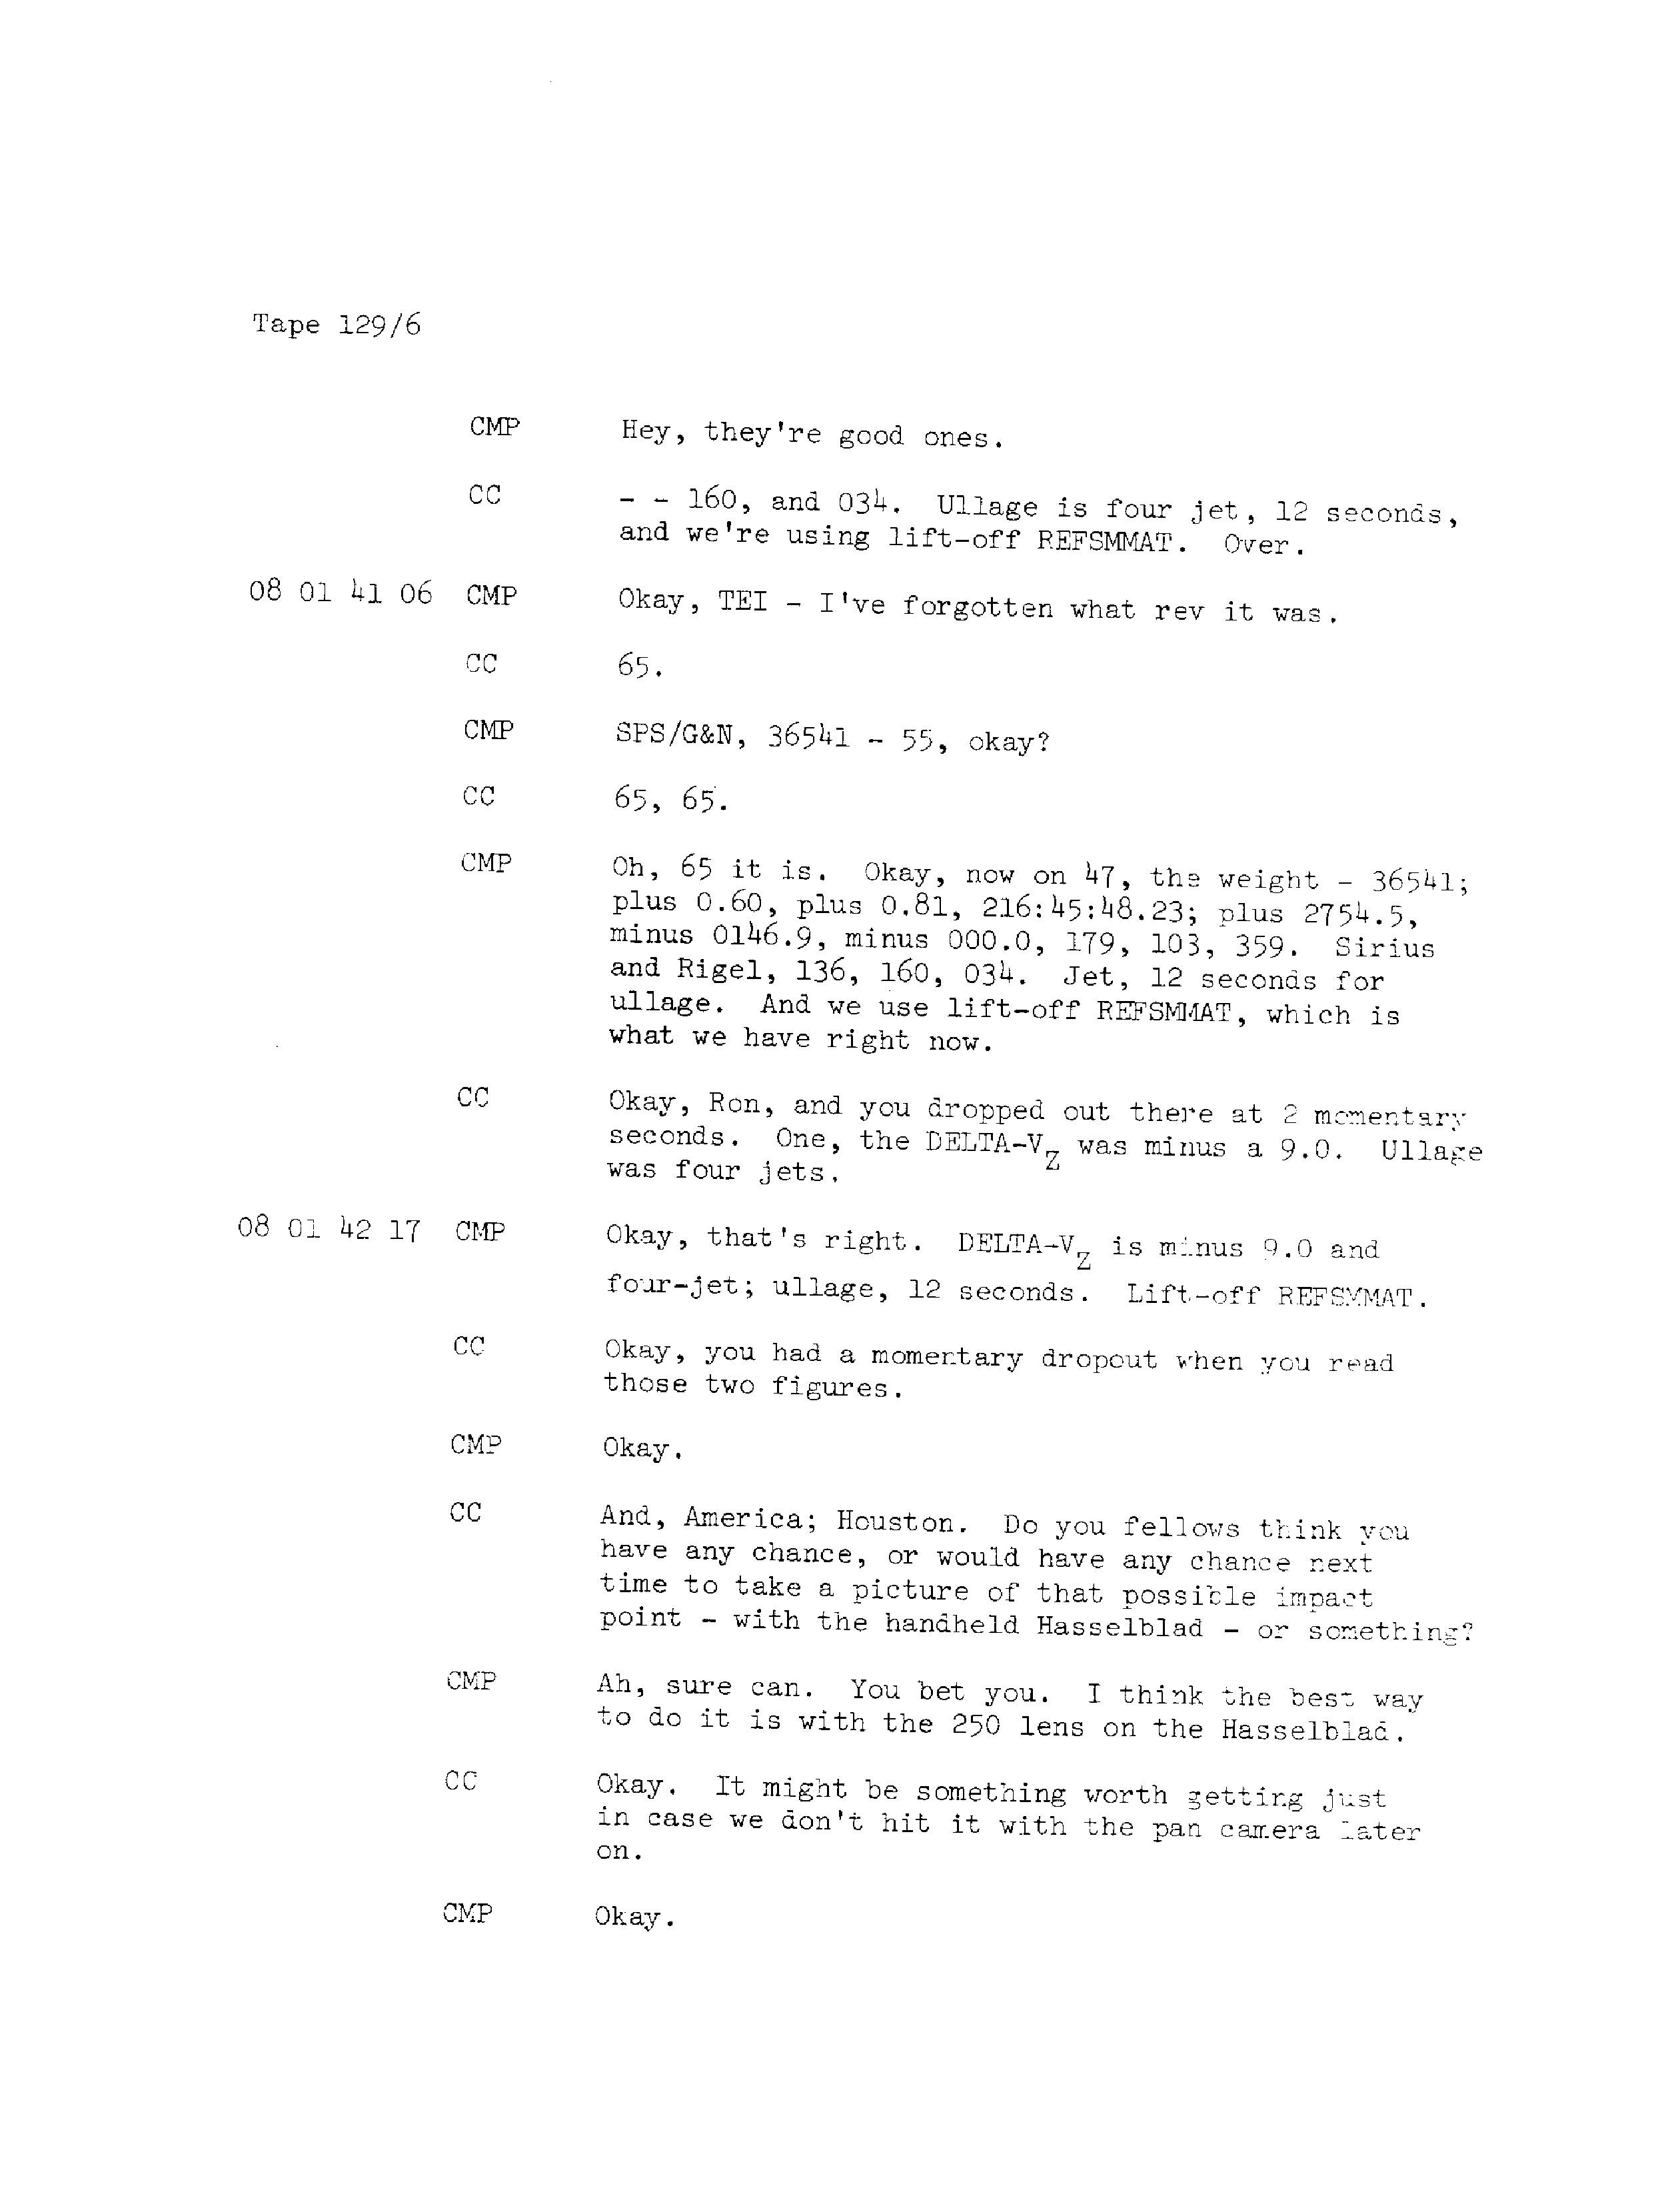 Tape 129/6
CMP Hey, they're good ones.
CC - - 160, and 034. Ullage is four jet, 12 seconds,
and we're using lift-off REFSMMAT. Over.
08 01 41 06 CMP Okay, TEI - I've forgotten what rev it was.
CC 65.
CMP SPS/G&N, 36541 - 55, okay?
CC 65, 65.
CMP Oh, 65 it is. Okay, now on 47, the weight - 36541;
plus 0.60, plus 0.81, 216:45:48.23; plus 2754.5,
minus 0146.9, minus 000.0, 179, 103, 359. Sirius
and Rigel, 136, 160, 034. Jet, 12 seconds for
ullage. And we use lift-off REFSMMAT, which is
what we have right now.
CC Okay, Ron, and you dropped out there at 2 momentary
seconds. One, the DELTA-VZ was minus a 9.0. Ullage
was four jets.
08 01 42 17 CMP Okay, that's right. DELTA-VZ is minus 9.0 and
four-jet; ullage, 12 seconds. Lift-off REFSMMAT.
CC Okay, you had a momentary dropout when you read
those two figures.
CMP Okay.
CC And, America; Houston. Do you fellows think you
have any chance, or would have any chance next
time to take a picture of that possible impact
point - with the handheld Hasselblad - or something?
CMP Ah, sure can. You bet you. I think the best way
to do it is with the 250 lens on the Hasselblad.
CC Okay. It might be something worth getting just
in case we don't hit it with the pan camera later
on.
CMP Okay.